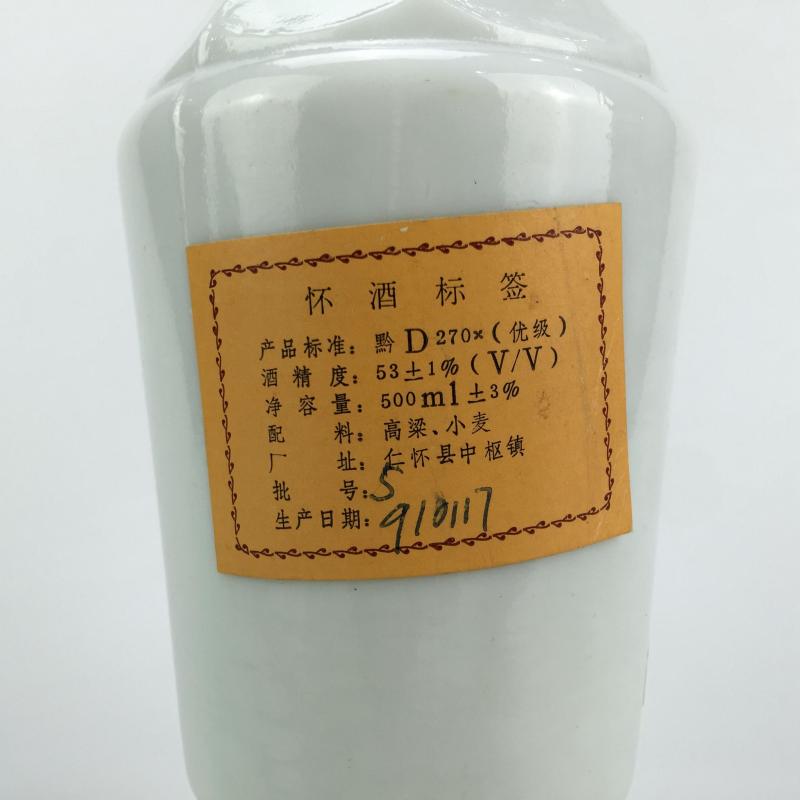 怀酒标签
产品标准：黔D270×（优级）
酒精度：53±1%（V/V）
净容量：500ml±3%
配料：高粱、小麦
厂址：仁怀县中枢镇
批号：5
生产日期：910117